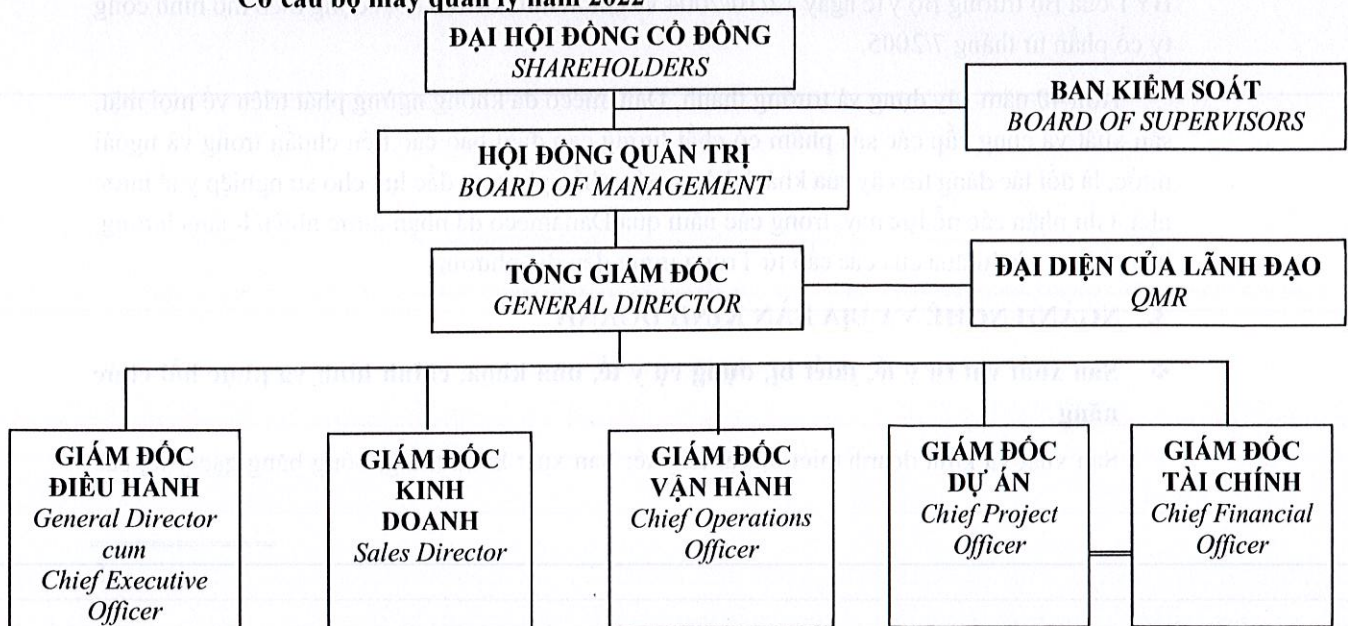 Cơ cấu bộ máy quản lý năm 2022
ĐẠI HỘI ĐỒNG CỔ ĐÔNG
SHAREHOLDERS
BAN KIỂM SOÁT
BOARD OF SUPERVISORS
HỘI ĐỒNG QUẢN TRỊ
BOARD OF MANAGEMENT
TỔNG GIÁM ĐỐC
GENERAL DIRECTOR
ĐẠI DIỆN CỦA LÃNH ĐẠO
QMR
GIÁM ĐỐC
ĐIỀU HÀNH
General Director
cum
Chief Executive
Officer
GIÁM ĐỐC
KINH
DOANH
Sales Director
GIÁM ĐỐC
VẬN HÀNH
Chief Operations
Officer
GIÁM ĐỐC
DỰ ÁN
Chief Project
Officer
GIÁM ĐỐC
TÀI CHÍNH
Chief Financial
Officer